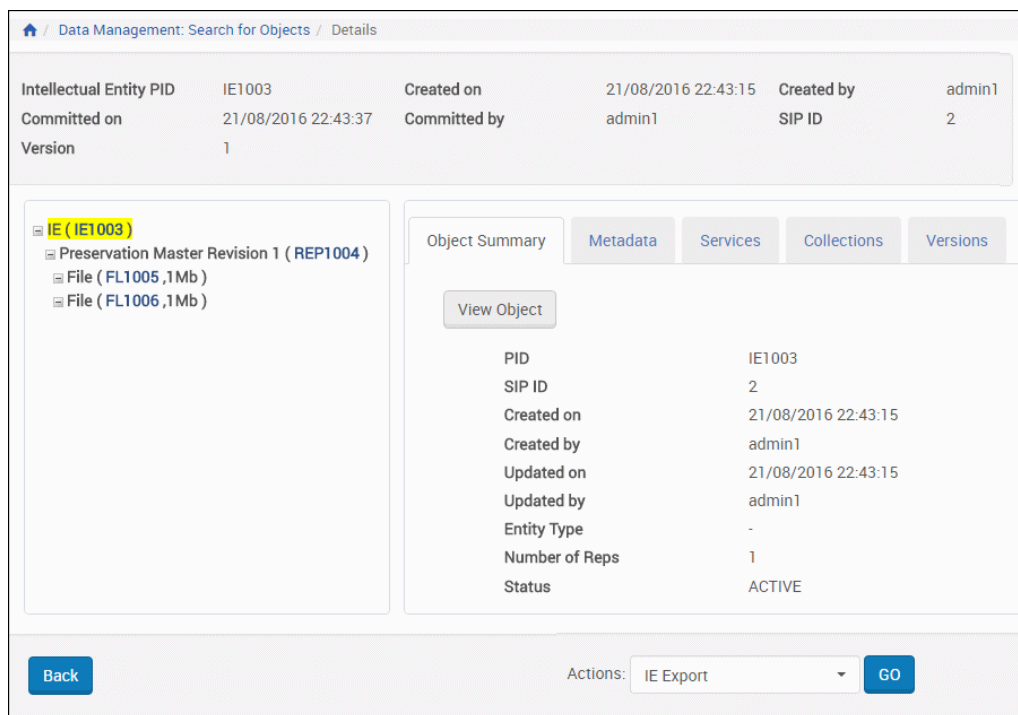 / Data Management: Search for Objects / Details
Intellectual Entity PID IE1003 Created on 21/08/2016 22:43:15 Created by admin1
Committed on 21/08/2016 22:43:37 Committed by admin1 SIP ID 2
Version 1
IE ( IE1003 )
Preservation Master Revision 1 ( REP1004 )
File ( FL1005 ,1Mb )
File ( FL1006 ,1Mb )
Object Summary Metadata Services Collections Versions
View Object
PID IE1003
SIP ID 2
Created on 21/08/2016 22:43:15
Created by admin1
Updated on 21/08/2016 22:43:15
Updated by admin1
Entity Type -
Number of Reps 1
Status ACTIVE
Back Actions: IE Export GO